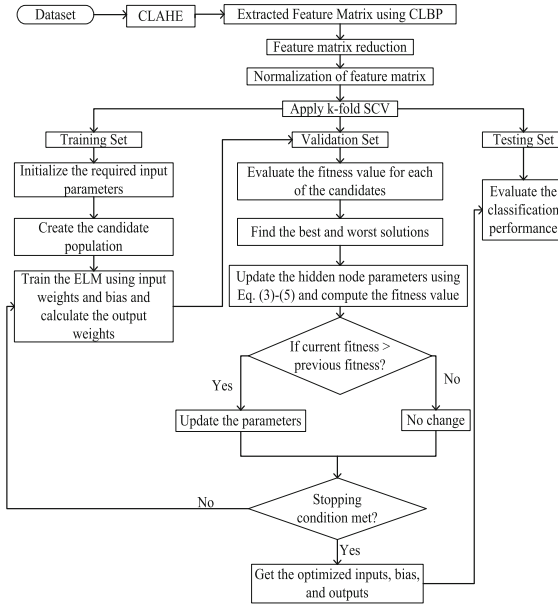 Dataset
CLAHE
Extracted Feature Matrix using CLBP
Feature matrix reduction
Normalization of feature matrix
Apply k-fold SCV
Training Set
Validation Set
Testing Set
Initialize the required input
parameters
Create the candidate
population
Train the ELM using input
weights and bias and
calculate the output
weights
Evaluate the fitness value for each
of the candidates
Find the best and worst solutions
Update the hidden node parameters using
Eq. (3)-(5) and compute the fitness value
Evaluate the
classification
performance
If current fitness >
previous fitness?
Yes
No
Update the parameters
No change
Stopping
condition met?
No
Yes
Get the optimized inputs, bias,
and outputs